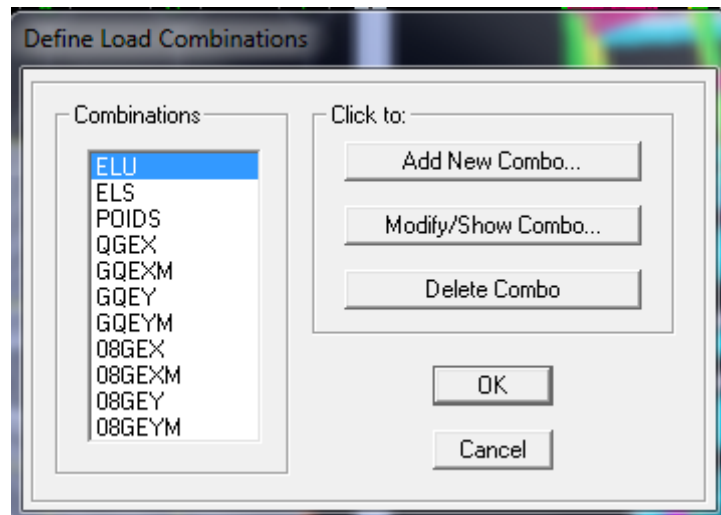 Define Load Combinations
Combinations
ELU
ELS
POIDS
QGEX
GQEXM
GQEY
GQEYM
08GEX
08GEXM
08GEY
08GEYM
Click to:
Add New Combo...
Modify/Show Combo...
Delete Combo
OK
Cancel